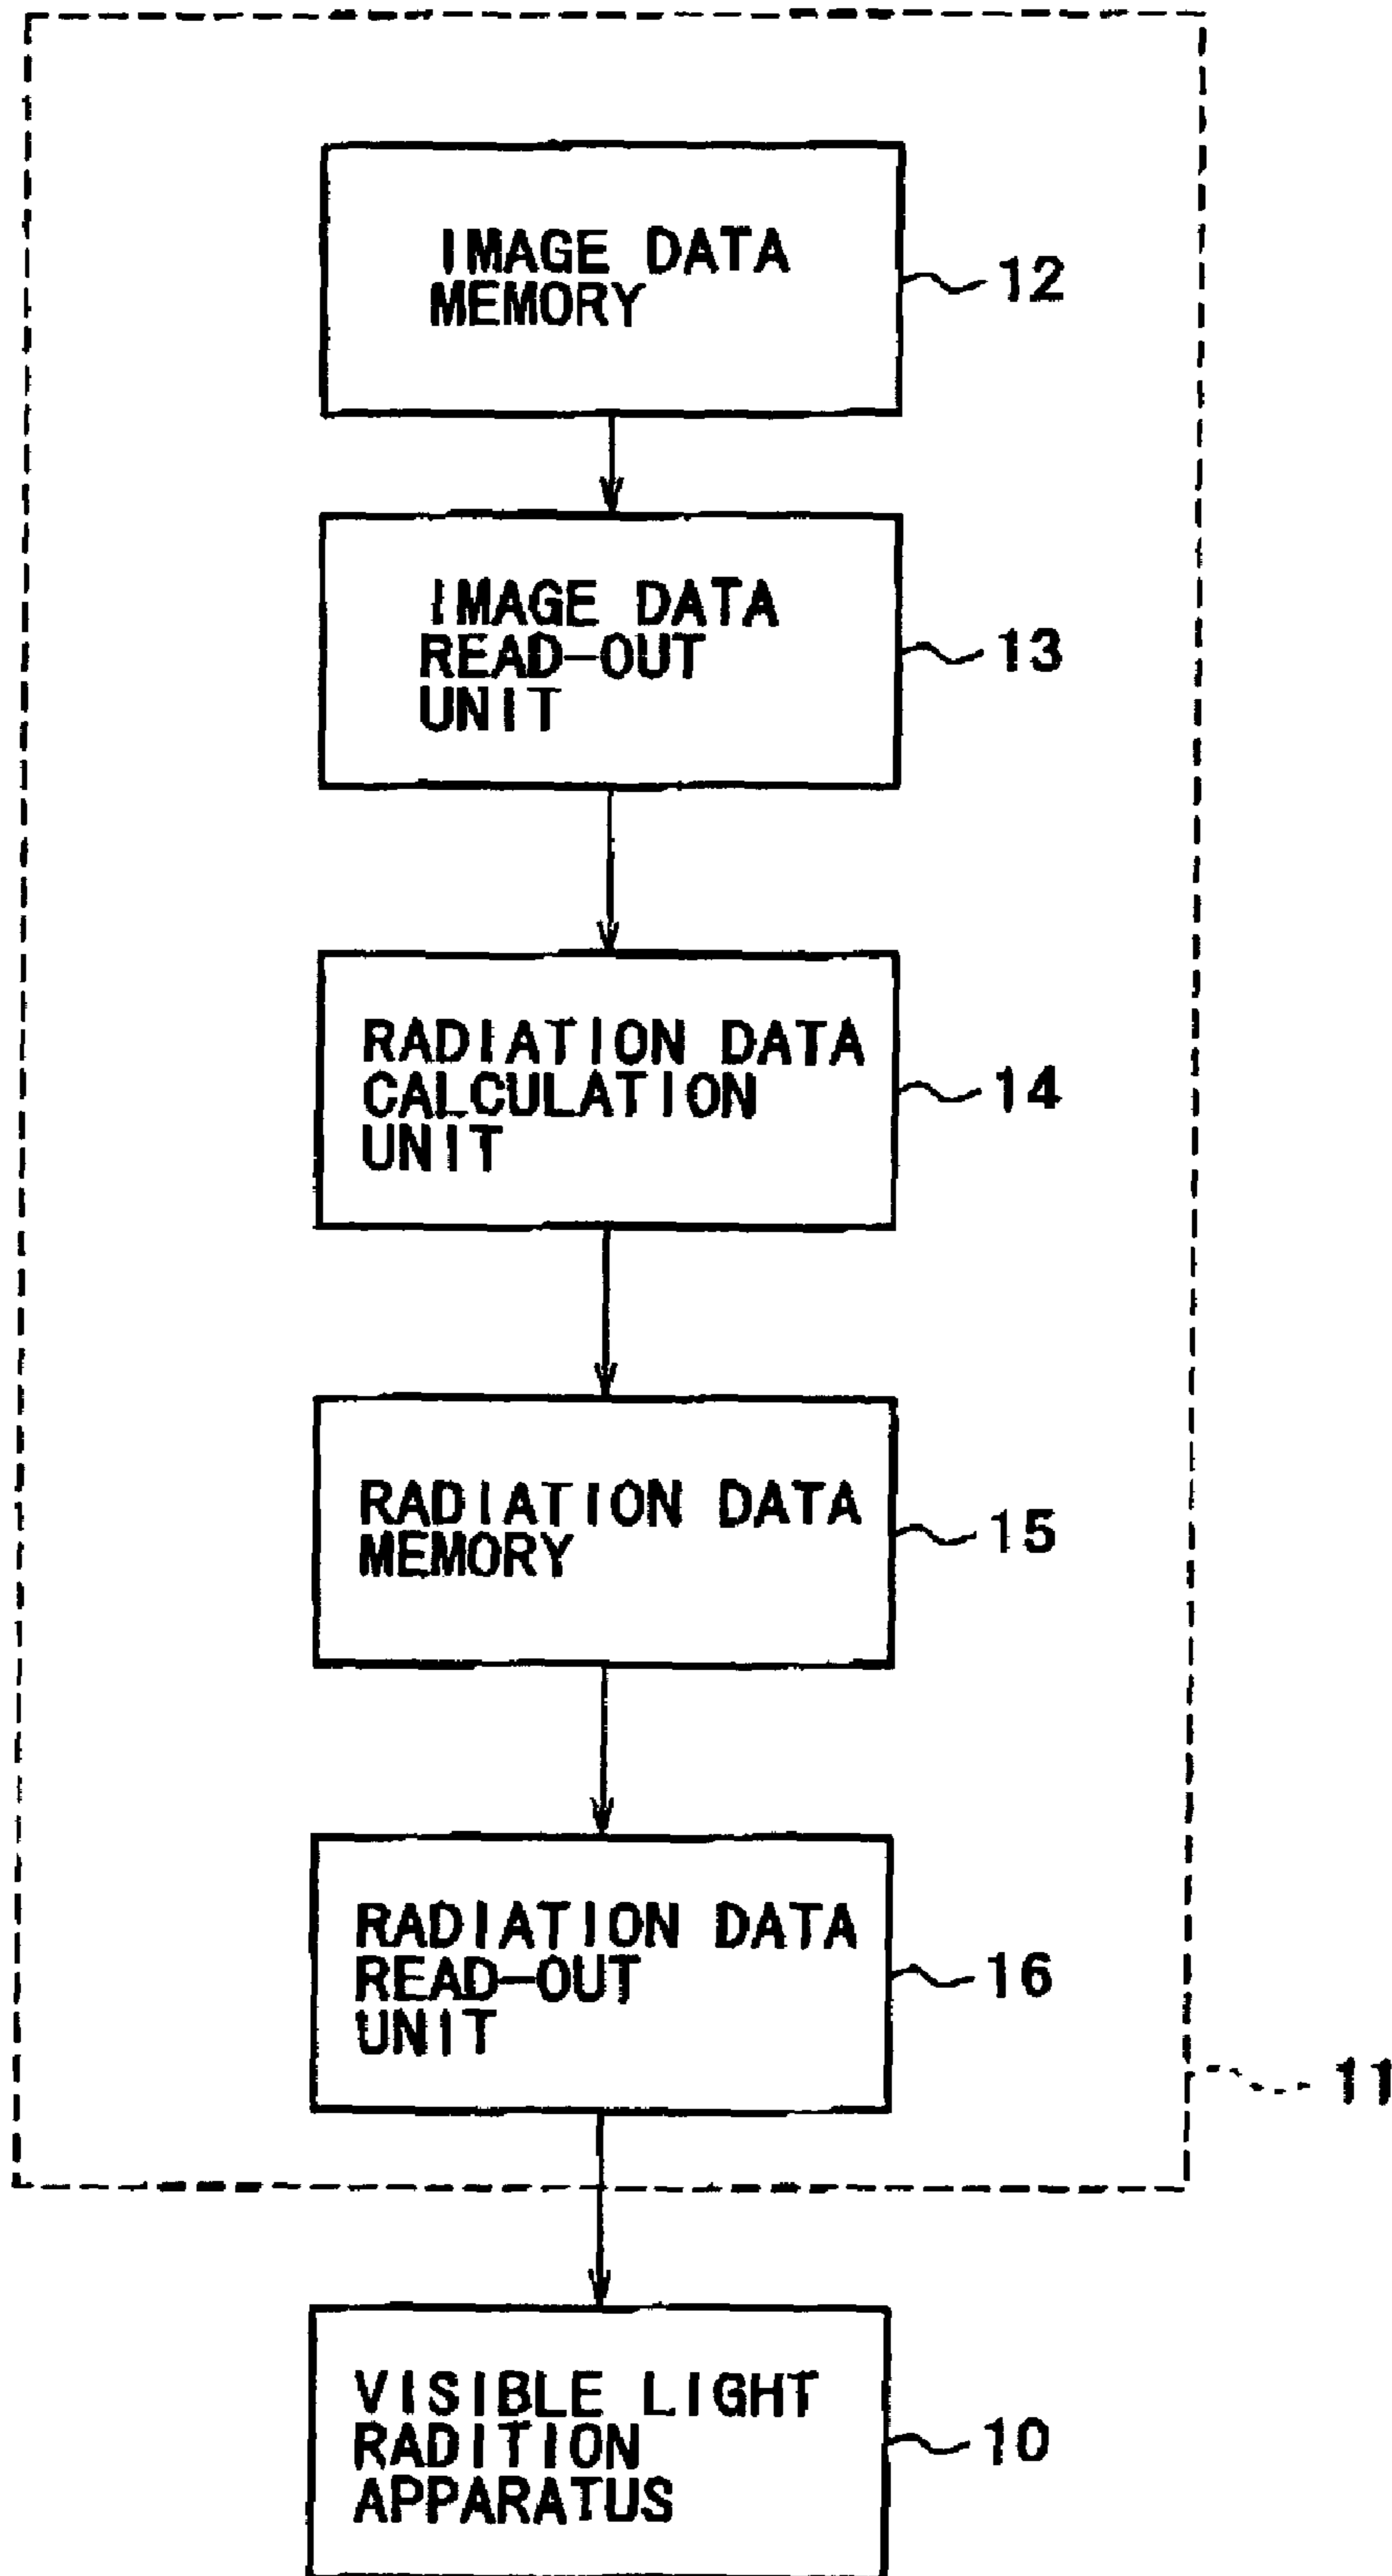 IMAGE DATA
MEMORY
12
IMAGE DATA
READ-OUT
UNIT
13
RADIATION DATA
CALCULATION
UNIT
14
RADIATION DATA
MEMORY
15
RADIATION DATA
READ-OUT
UNIT
16
11
VISIBLE LIGHT
RADITION
APPARATUS
10